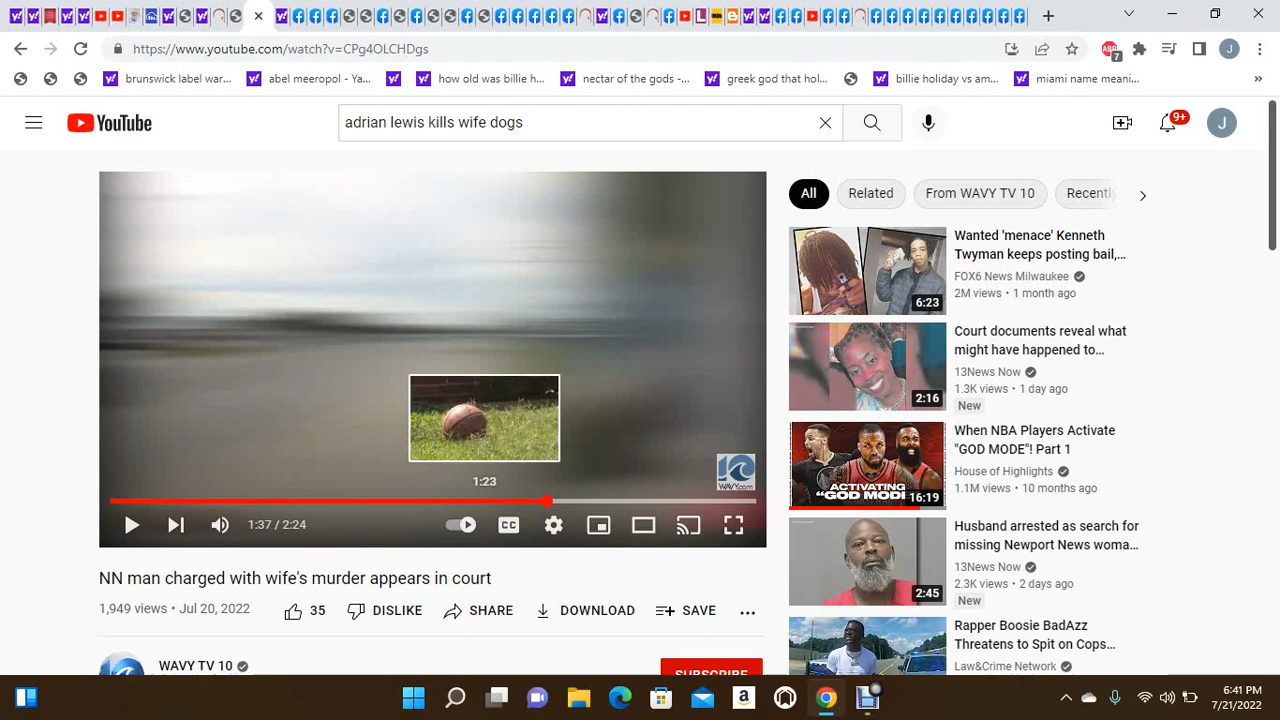 https://www.youtube.com/watch?v=CPg4OLCHDgs
7
J
brunswick label war...
abel meeropol - Ya...
how old was billie h...
nectar of the gods -...
greek god that hol...
billie holiday vs am...
miami name meani...
YouTube
adrian lewis kills wife dogs
9+
J
All
Related
From WAVY TV 10
Recently
Wanted 'menace' Kenneth
Twyman keeps posting bail,...
FOX6 News Milwaukee
2M views • 1 month ago
6:23
Court documents reveal what
might have happened to...
13News Now
1.3K views • 1 day ago
New
2:16
When NBA Players Activate
"GOD MODE"! Part 1
House of Highlights
1.1M views • 10 months ago
ACTIVATING
"GOD MODE
16:19
Husband arrested as search for
missing Newport News woma...
13News Now
2.3K views • 2 days ago
New
2:45
Rapper Boosie BadAzz
Threatens to Spit on Cops...
Law&Crime Network
WAVY.com
1:23
1:37 / 2:24
CC
NN man charged with wife's murder appears in court
1,949 views • Jul 20, 2022
35
DISLIKE
SHARE
DOWNLOAD
SAVE
WAVY TV 10
SUBSCRIBE
6:41 PM
7/21/2022